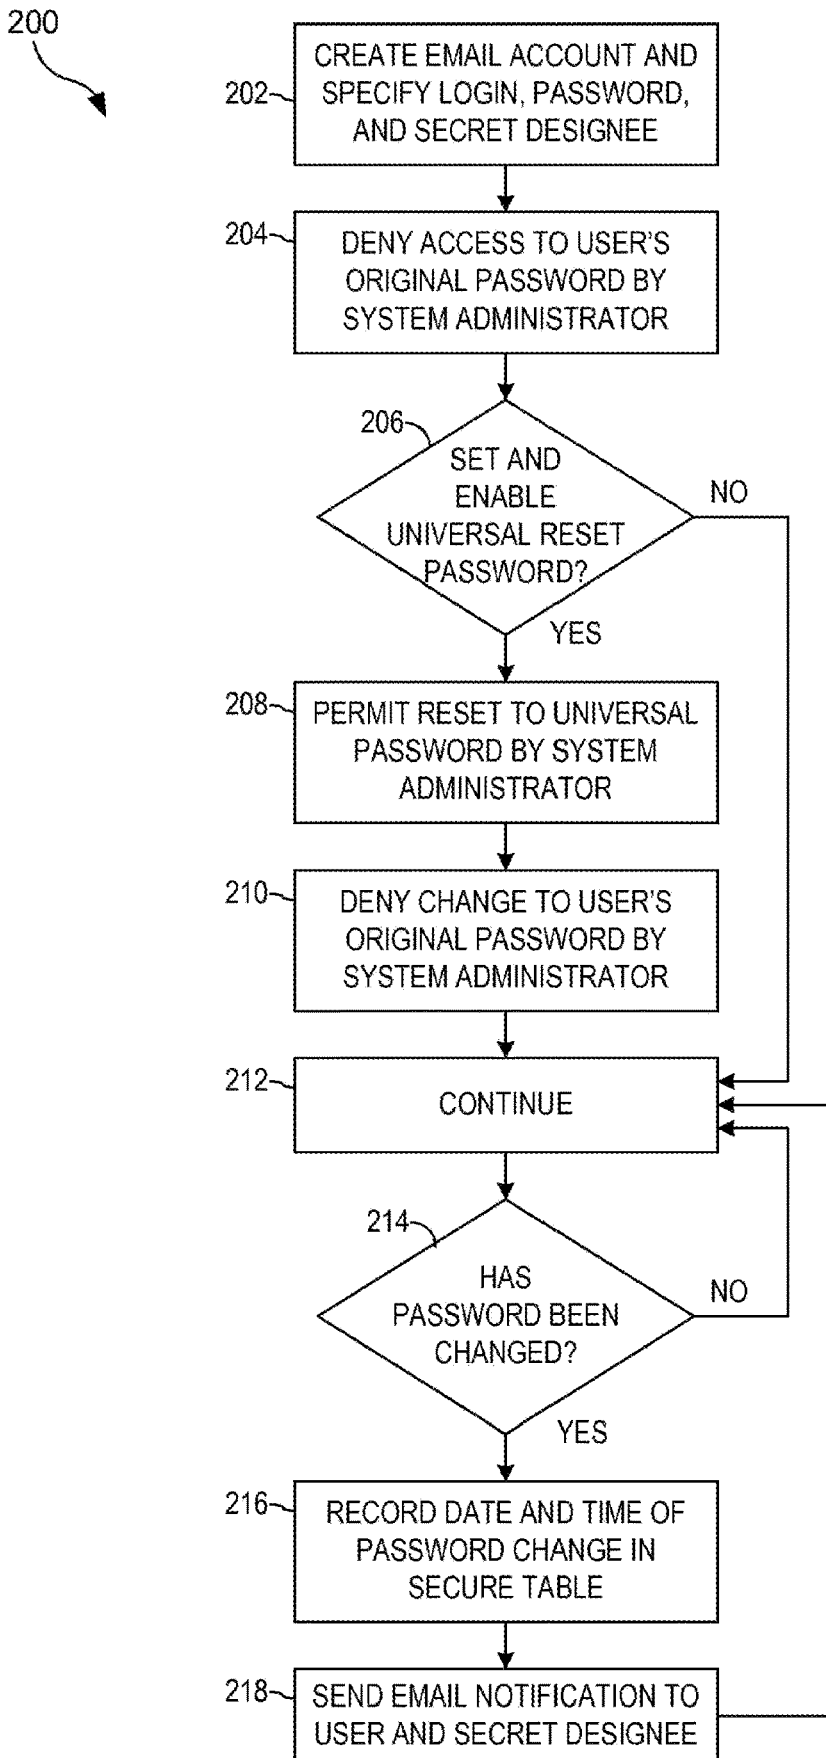 200
202
CREATE EMAIL ACCOUNT AND
SPECIFY LOGIN, PASSWORD,
AND SECRET DESIGNEE
204
DENY ACCESS TO USER'S
ORIGINAL PASSWORD BY
SYSTEM ADMINISTRATOR
206
SET AND
ENABLE
UNIVERSAL RESET
PASSWORD?
NO
YES
208
PERMIT RESET TO UNIVERSAL
PASSWORD BY SYSTEM
ADMINISTRATOR
210
DENY CHANGE TO USER'S
ORIGINAL PASSWORD BY
SYSTEM ADMINISTRATOR
212
CONTINUE
214
HAS
PASSWORD BEEN
CHANGED?
NO
YES
216
RECORD DATE AND TIME OF
PASSWORD CHANGE IN
SECURE TABLE
218
SEND EMAIL NOTIFICATION TO
USER AND SECRET DESIGNEE